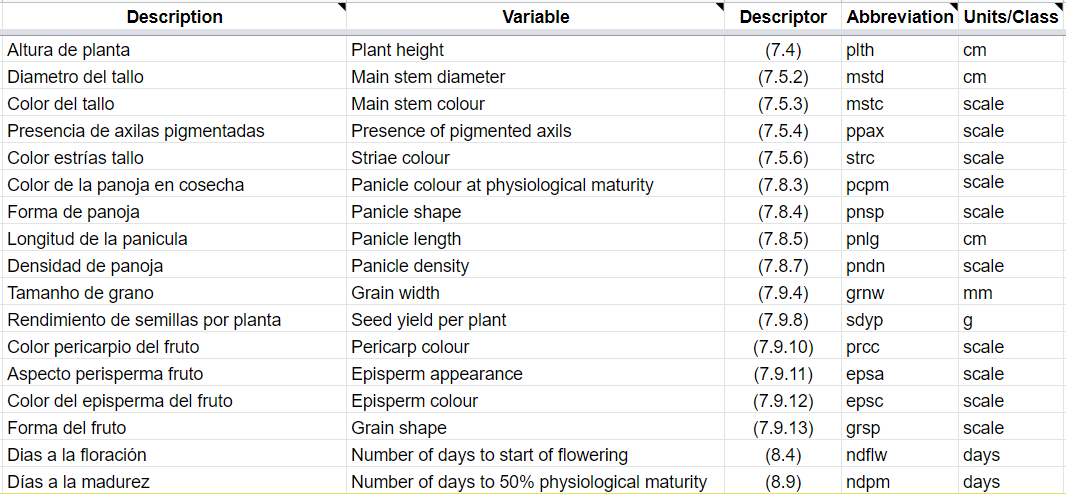 Description Variable Descriptor Abbreviation Units/Class
Altura de planta Plant height (7.4) plth cm
Diametro del tallo Main stem diameter (7.5.2) mstd cm
Color del tallo Main stem colour (7.5.3) mstc scale
Presencia de axilas pigmentadas Presence of pigmented axils (7.5.4) ppax scale
Color estrías tallo Striae colour (7.5.6) strc scale
Color de la panoja en cosecha Panicle colour at physiological maturity (7.8.3) pcpm scale
Forma de panoja Panicle shape (7.8.4) pnsp scale
Longitud de la panicula Panicle length (7.8.5) pnlg cm
Densidad de panoja Panicle density (7.8.7) pndn scale
Tamanho de grano Grain width (7.9.4) grnw mm
Rendimiento de semillas por planta Seed yield per plant (7.9.8) sdyp g
Color pericarpio del fruto Pericarp colour (7.9.10) prcc scale
Aspecto perisperma fruto Episperm appearance (7.9.11) epsa scale
Color del episperma del fruto Episperm colour (7.9.12) epsc scale
Forma del fruto Grain shape (7.9.13) grsp scale
Dias a la floración Number of days to start of flowering (8.4) ndflw days
Días a la madurez Number of days to 50% physiological maturity (8.9) ndpm days